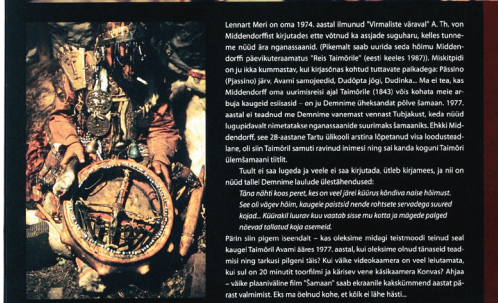 Lennart Meri on oma 1974. aastal ilmunud "Virmaliste väraval" A. Th. von
Middendorffist kirjutades ette võtnud ka assjade suguharu, kelles tunne-
me nüüd ära nganassaanid. (Pikemalt saab uurida seda hõimu Midden-
dorffi päevikuteraamatus "Reis Taimõrile" (eesti keeles 1987)). Miskitpidi
on ju ikka kummastav, kui kirjasõnas kohtud tuttavate paikadega: Pässino
(Pjassino) järv, Avami samojeedid, Dudõpta jõgi, Dudinka... Ma ei tea, kas
Middendorff oma uurimisreisi ajal Taimõrile (1843) võis kohata meie ar-
buja kaugeid esiisasid – on ju Demnime üheksandat põlve šamaan. 1977.
aastal ei teadnud me Demnime vanemast vennast Tubjakust, keda nüüd
lugupidavalt nimetatakse nganassaanide suurimaks šamaaniks. Ehkki Mid-
dendorff, see 28-aastane Tartu ülikooli arstina lõpetanud visa loodustead-
lane, oli siin Taimõril samuti ravinud inimesi ning sai kanda koguni Taimõri
ülemšamaani tiitlit.
Tuulit ei saa lugeda ja veele ei saa kirjutada, ütleb kirjamees, ja nii on
nüüd talle! Demnime laulude ülestähendused:
Täna nähti koos peret, kes on veel järei küürus kõndiva naise hõimust.
See oli vägev hõim, kaugele paistsid nende rohtsete servadega suured
kojad... Küürakil luurav kuu vaatab sisse mu kotta ja mägede palged
nõevad tallatud koja asemeid.
Pärin siin pigem iseendalt – kas oleksime midagi teistmoodi teinud seal
kaugel Taimõril Avami ääres 1977. aastal, kui oleksime olnud tänaseid tead-
misi ning tarkusi pilgeni täis? Kui väike videokaamera on veel leiutamata,
kui sul on 20 minutit toorfilmi ja kärisev vene käsikaamera Konvas? Ahjaa
– väike plaaniväline film "Šamaan" saab ekraanile kakskümmend aastat pä-
rast valmimist. Eks ma öelnud kohe, et kõik ei lähe hästi...